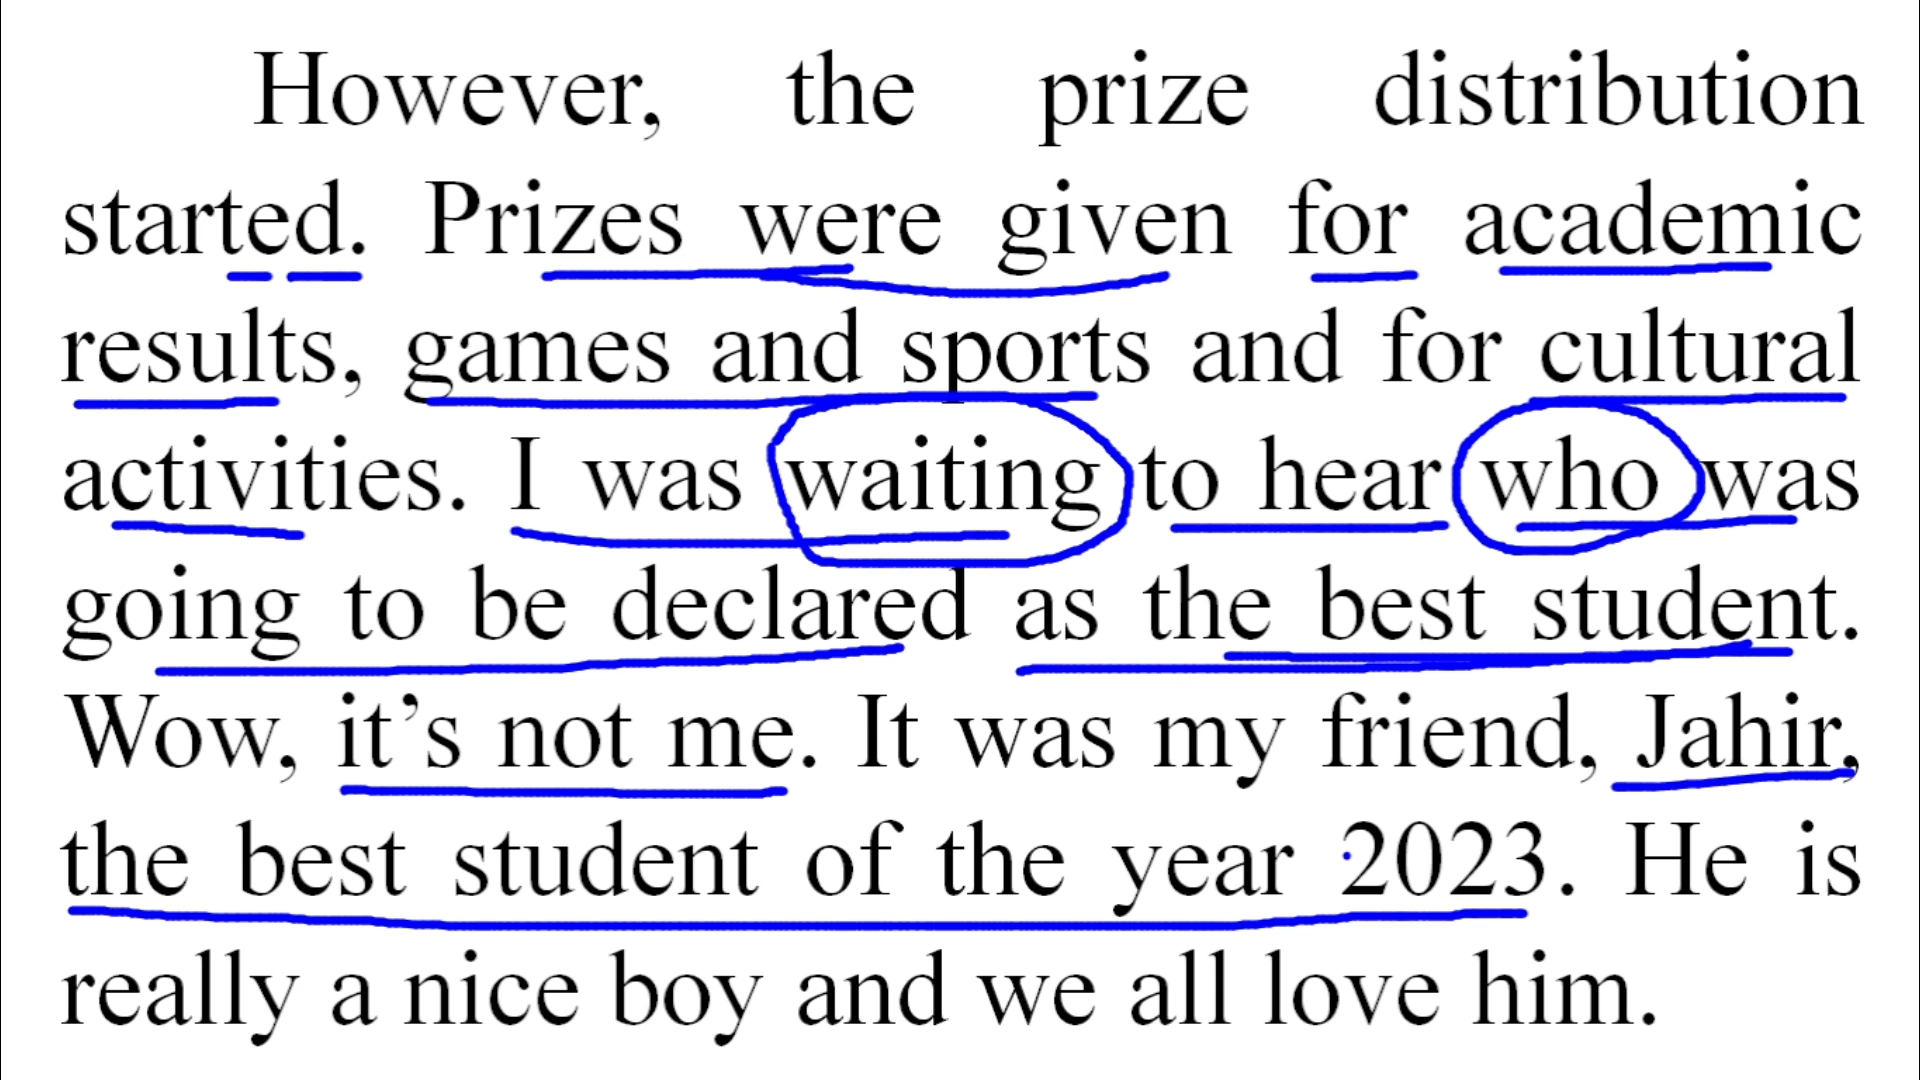 However, the prize distribution
started. Prizes were given for academic
results, games and sports and for cultural
activities. I was waiting to hear who was
going to be declared as the best student.
Wow, it’s not me. It was my friend, Jahir,
the best student of the year 2023. He is
really a nice boy and we all love him.